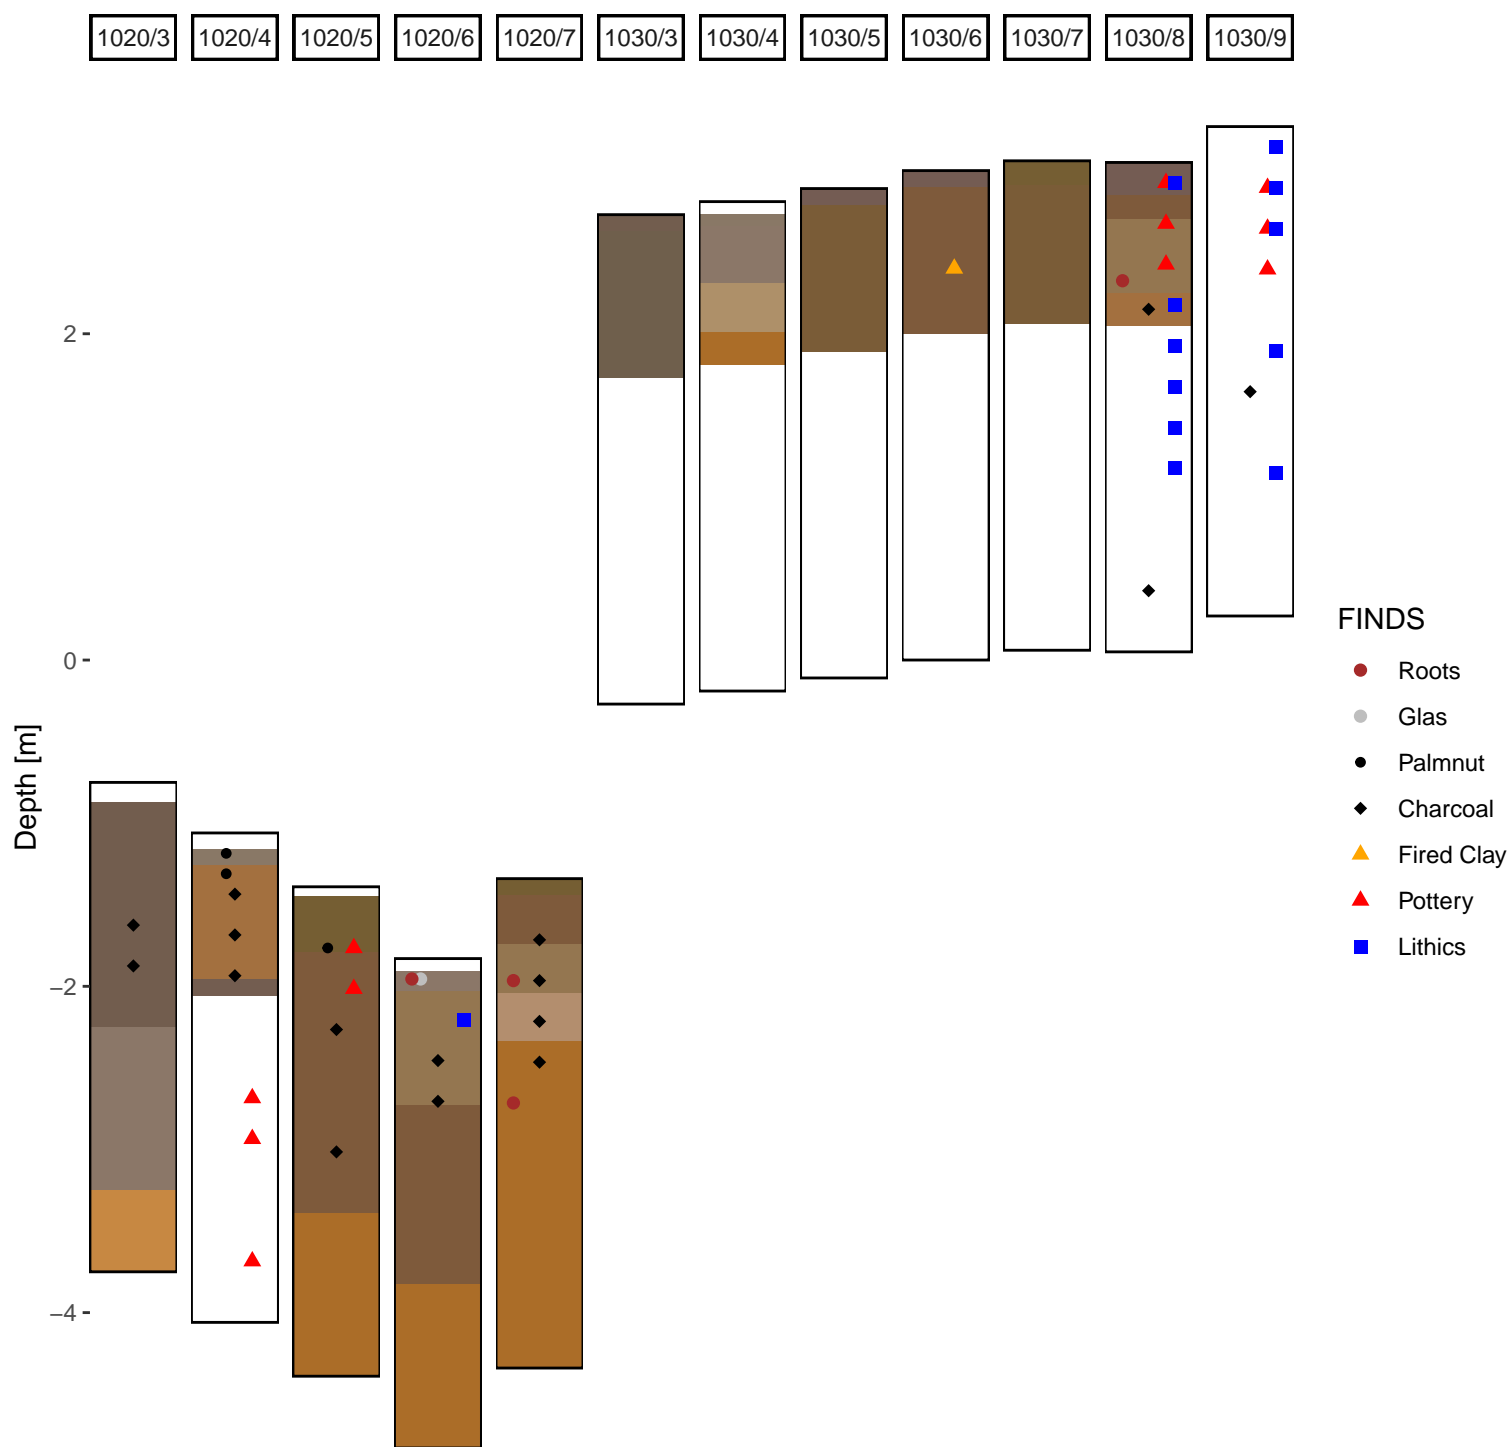 1020/3 1020/4 1020/5 1020/6 1020/7 1030/3 1030/4 1030/5 1030/6 1030/7 1030/8 1030/9
2
0
−2
−4
Depth [m]
FINDS
Roots
Glas
Palmnut
Charcoal
Fired Clay
Pottery
Lithics